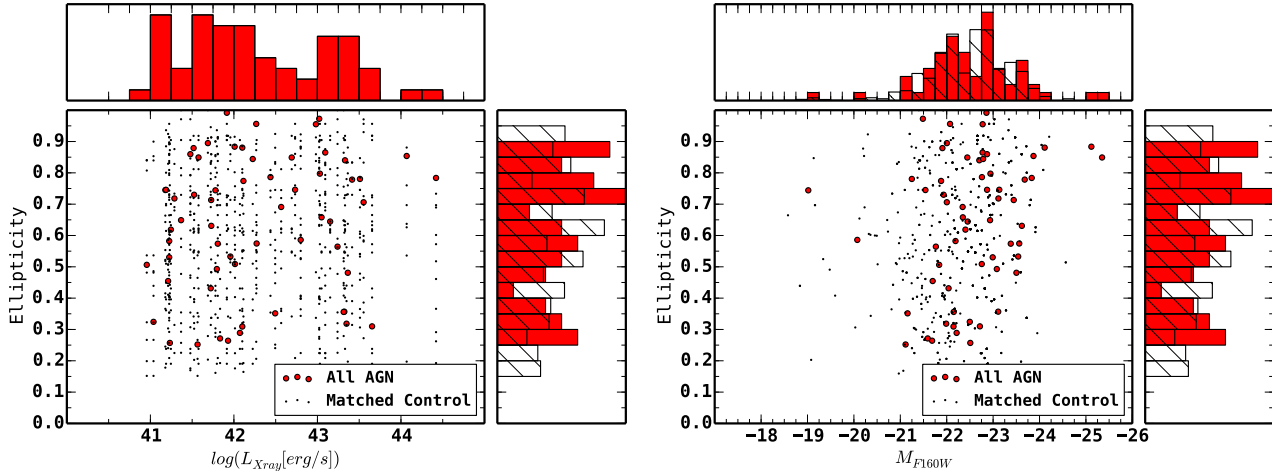 0.9
0.8
0.7
0.6
0.5
0.4
0.3
0.2
0.1
0.0
Ellipticity
All AGN
Matched Control
41 42 43 44
log(L_Xray[erg/s])
0.9
0.8
0.7
0.6
0.5
0.4
0.3
0.2
0.1
0.0
Ellipticity
All AGN
Matched Control
−18 −19 −20 −21 −22 −23 −24 −25 −26
M_F160W